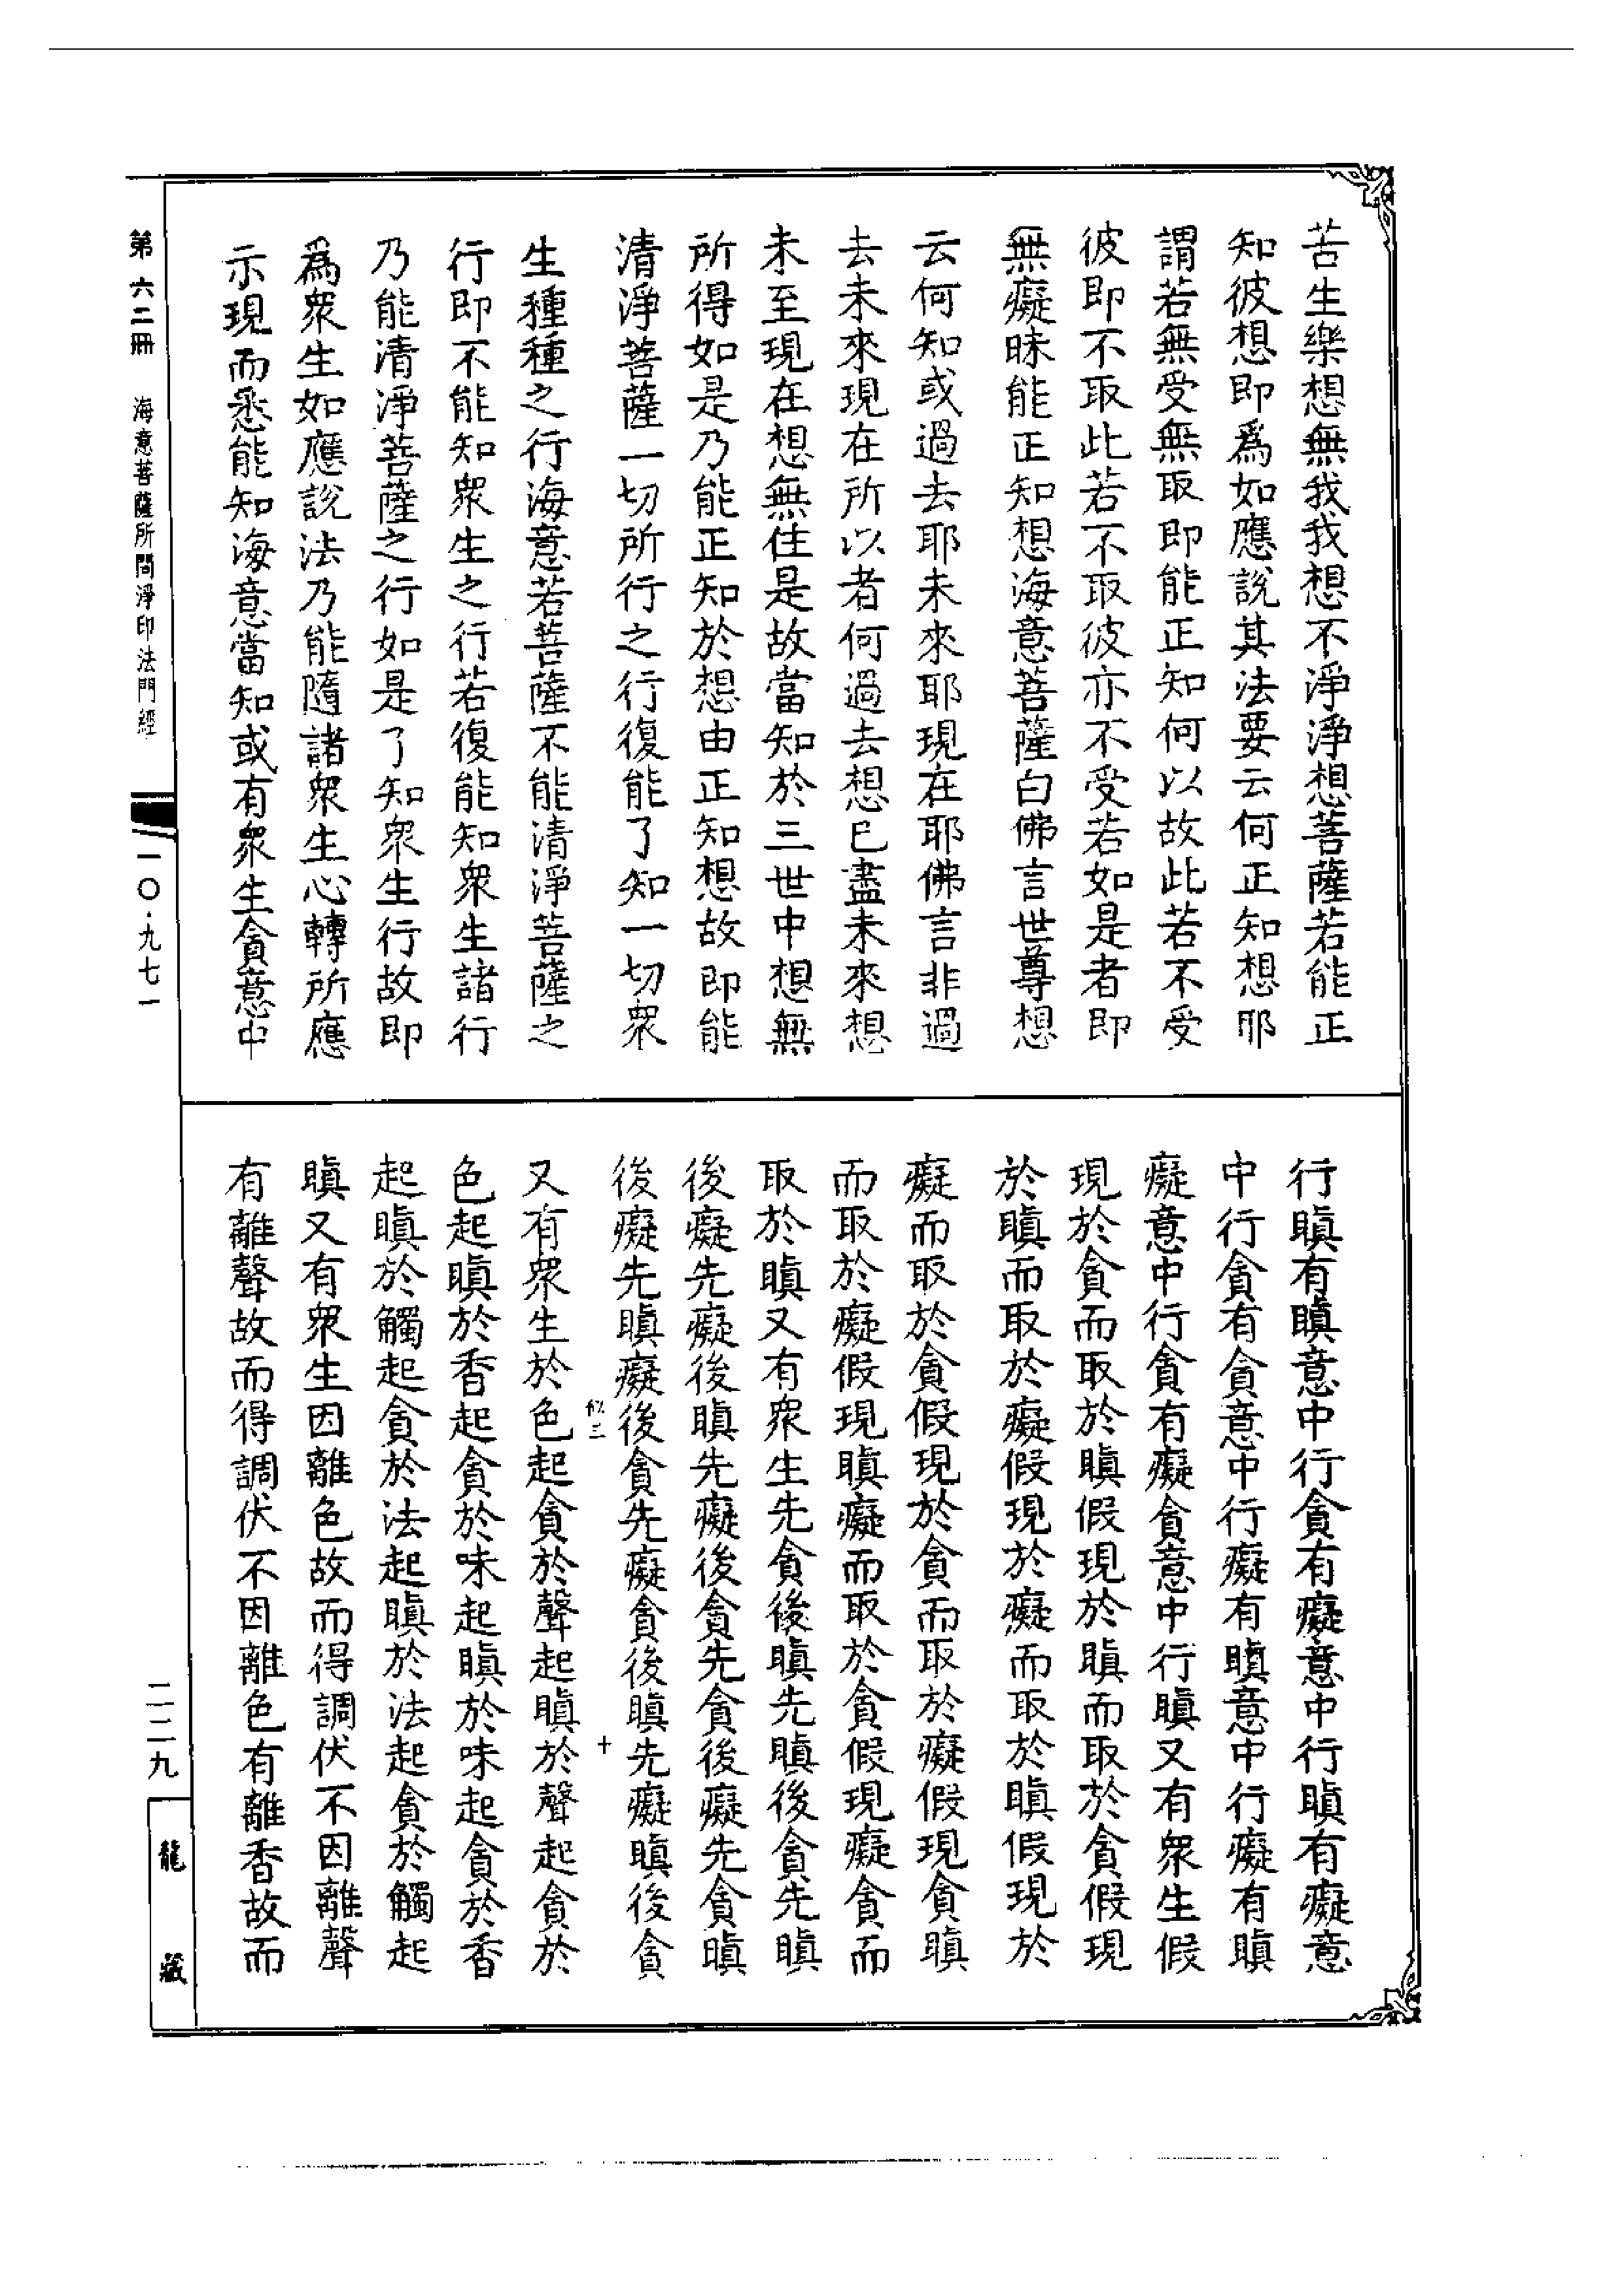 苦生樂想無我我想不淨淨想菩薩若能正
知彼想即爲如應說其法要云何正知想耶
謂若無受無取即能正知何以故此若不受
彼即不取此若不取彼亦不受若如是者即
無癡昧能正知想海意菩薩白佛言世尊想
云何知或過去耶未來耶現在耶佛言非過
去未來現在所以者何過去想已盡未來想
未至現在想無住是故當知於三世中想無
所得如是乃能正知於想由正知想故即能
清淨菩薩一切所行之行復能了知一切衆
生種種之行海意若菩薩不能清淨菩薩之
行即不能知衆生之行若復能知衆生諸行
乃能清淨菩薩之行如是了知衆生行故即
爲衆生如應說法乃能隨諸衆生心轉所應
示現而悉能知海意當知或有衆生貪意中
行瞋有瞋意中行貪有癡意中行瞋有癡意
中行貪有貪意中行癡有瞋意中行癡有瞋
癡意中行貪有癡貪意中行瞋又有衆生假
現於貪而取於瞋假現於瞋而取於貪假現
於瞋而取於癡假現於癡而取於瞋假現於
癡而取於貪假現於貪而取於癡假現貪瞋
而取於癡假現瞋癡而取於貪假現癡貪而
取於瞋又有衆生先貪後瞋先瞋後貪先瞋
後癡先癡後瞋先癡後貪先貪後癡先貪瞋
後癡先瞋癡後貪先癡貪後瞋先癡瞋後貪
似三
十
又有衆生於色起貪於聲起瞋於聲起貪於
色起瞋於香起貪於味起瞋於味起貪於香
起瞋於觸起貪於法起瞋於法起貪於觸起
瞋又有衆生因離色故而得調伏不因離聲
有離聲故而得調伏不因離色有離香故而
第六二冊
海意菩薩所問淨印法門經
一〇·九七一
二二九
龍藏